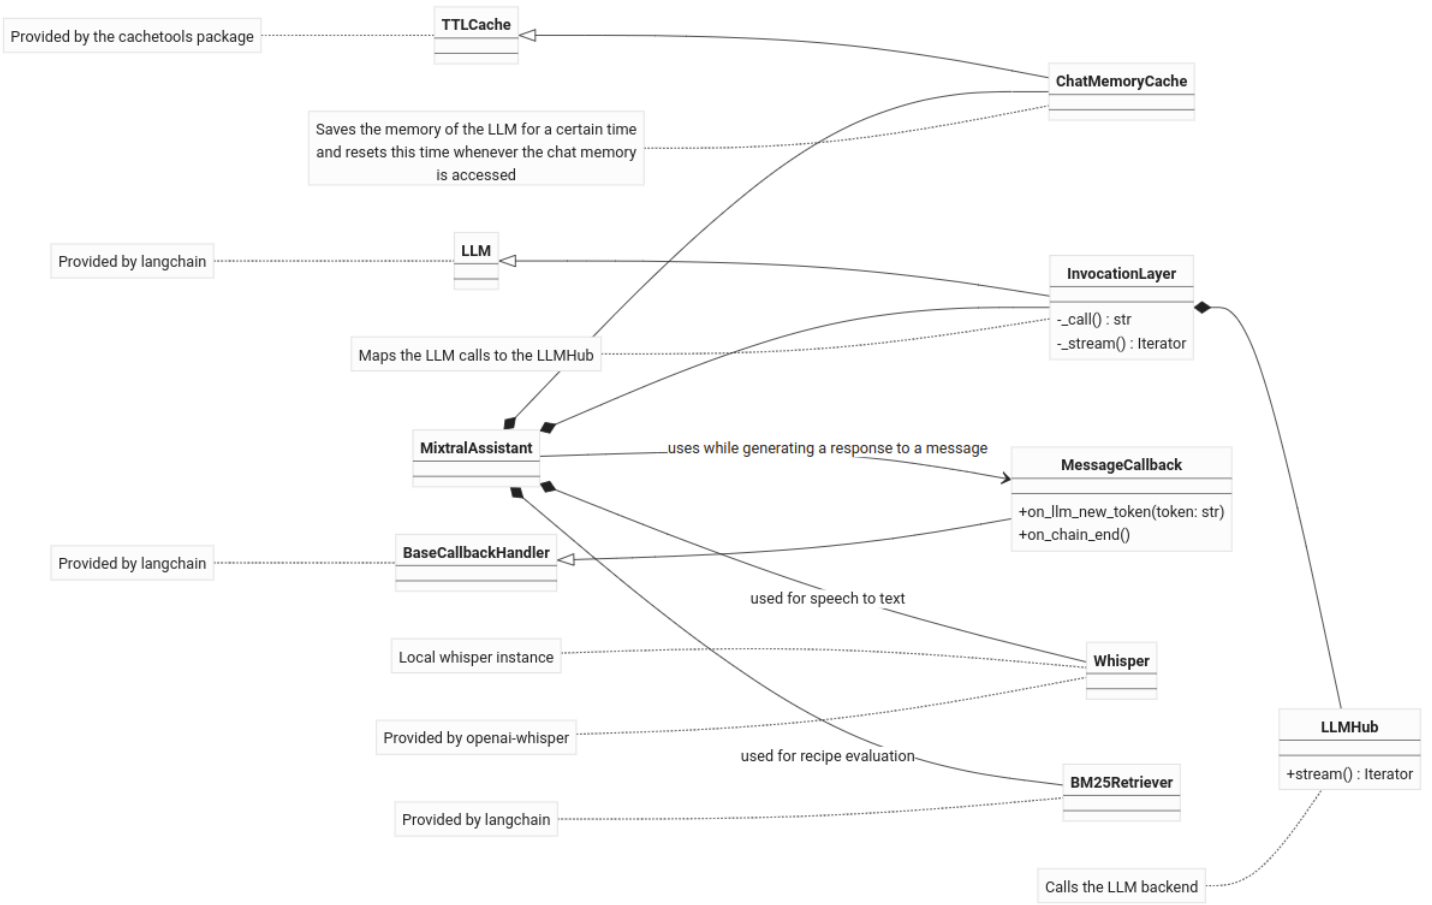 TTLCache
Provided by the cachetools package
ChatMemoryCache
Saves the memory of the LLM for a certain time
and resets this time whenever the chat memory
is accessed
LLM
Provided by langchain
InvocationLayer
-_call() : str
-_stream() : Iterator
Maps the LLM calls to the LLMHub
MixtralAssistant
uses while generating a response to a message
MessageCallback
+on_llm_new_token(token: str)
+on_chain_end()
BaseCallbackHandler
Provided by langchain
used for speech to text
Local whisper instance
Whisper
Provided by openai-whisper
used for recipe evaluation
LLMHub
+stream() : Iterator
BM25Retriever
Provided by langchain
Calls the LLM backend